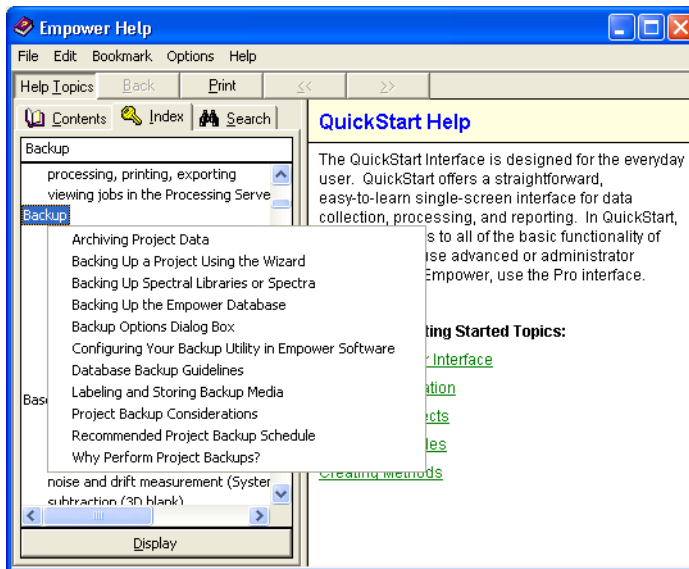 Empower Help
File Edit Bookmark Options Help
Help Topics Back Print << >>
Contents Index Search
Backup
processing, printing, exporting
viewing jobs in the Processing Serve
Backup
Archiving Project Data
Backing Up a Project Using the Wizard
Backing Up Spectral Libraries or Spectra
Backing Up the Empower Database
Backup Options Dialog Box
Configuring Your Backup Utility in Empower Software
Database Backup Guidelines
Labeling and Storing Backup Media
Project Backup Considerations
Recommended Project Backup Schedule
Why Perform Project Backups?
Bas
noise and drift measurement (Syster
subtraction (3D blank)
Display
QuickStart Help
The QuickStart Interface is designed for the everyday
user. QuickStart offers a straightforward,
easy-to-learn single-screen interface for data
collection, processing, and reporting. In QuickStart,
s to all of the basic functionality of
use advanced or administrator
Empower, use the Pro interface.
ting Started Topics:
Interface
ation
cts
les
Creating Methods